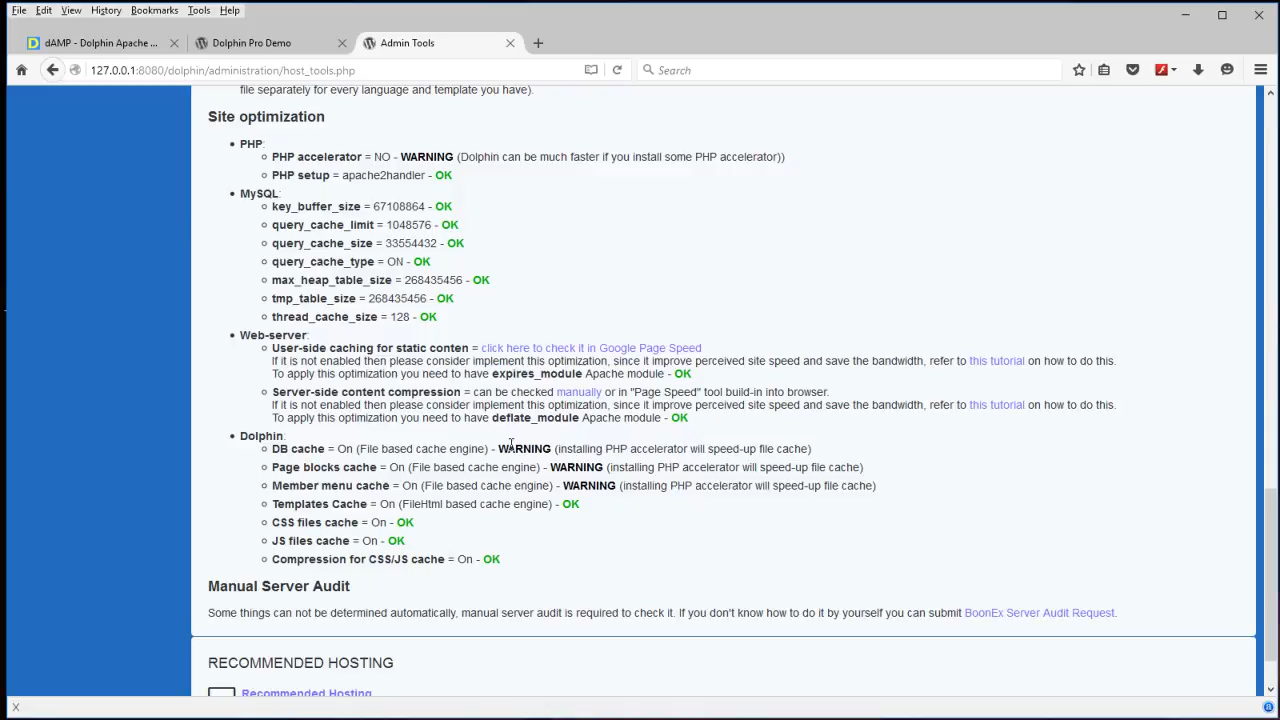 File Edit View History Bookmarks Tools Help
dAMP - Dolphin Apache ...
Dolphin Pro Demo
Admin Tools
127.0.0.1:8080/dolphin/administration/host_tools.php
Search
file separately for every language and template you have).
Site optimization
PHP:
PHP accelerator = NO - WARNING (Dolphin can be much faster if you install some PHP accelerator))
PHP setup = apache2handler - OK
MySQL:
key_buffer_size = 67108864 - OK
query_cache_limit = 1048576 - OK
query_cache_size = 33554432 - OK
query_cache_type = ON - OK
max_heap_table_size = 268435456 - OK
tmp_table_size = 268435456 - OK
thread_cache_size = 128 - OK
Web-server:
User-side caching for static conten = click here to check it in Google Page Speed
If it is not enabled then please consider implement this optimization, since it improve perceived site speed and save the bandwidth, refer to this tutorial on how to do this.
To apply this optimization you need to have expires_module Apache module - OK
Server-side content compression = can be checked manually or in "Page Speed" tool build-in into browser.
If it is not enabled then please consider implement this optimization, since it improve perceived site speed and save the bandwidth, refer to this tutorial on how to do this.
To apply this optimization you need to have deflate_module Apache module - OK
Dolphin:
DB cache = On (File based cache engine) - WARNING (installing PHP accelerator will speed-up file cache)
Page blocks cache = On (File based cache engine) - WARNING (installing PHP accelerator will speed-up file cache)
Member menu cache = On (File based cache engine) - WARNING (installing PHP accelerator will speed-up file cache)
Templates Cache = On (FileHtml based cache engine) - OK
CSS files cache = On - OK
JS files cache = On - OK
Compression for CSS/JS cache = On - OK
Manual Server Audit
Some things can not be determined automatically, manual server audit is required to check it. If you don't know how to do it by yourself you can submit BoonEx Server Audit Request.
RECOMMENDED HOSTING
Recommended Hosting